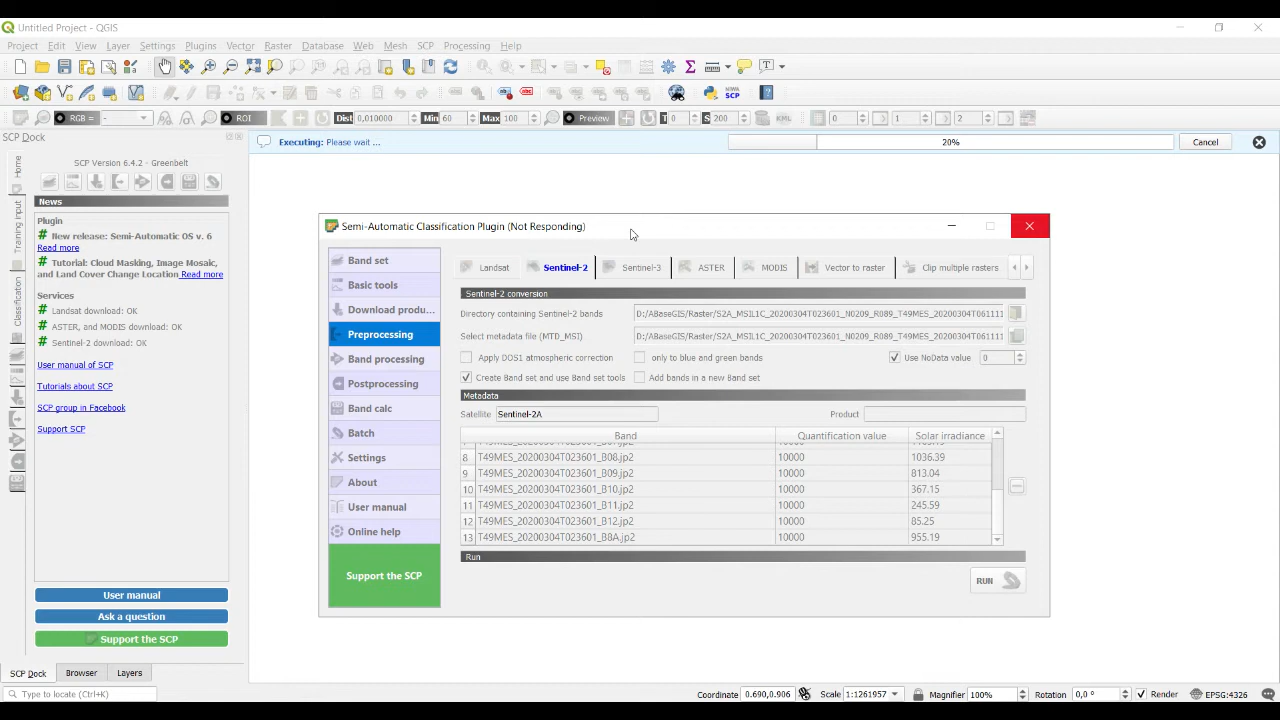 Untitled Project - QGIS
Project Edit View Layer Settings Plugins Vector Raster Database Web Mesh SCP Processing Help
RGB = - ROI Dist 0,010000 Min 60 Max 100 Preview T 0 S 200 KML 0 1 2
SCP Dock
Executing: Please wait ... 20% Cancel
SCP Version 6.4.2 - Greenbelt
Home
Training input
Classification
News
Plugin
# New release: Semi-Automatic OS v. 6
Read more
# Tutorial: Cloud Masking, Image Mosaic,
and Land Cover Change Location Read more
Services
# Landsat download: OK
# ASTER, and MODIS download: OK
# Sentinel-2 download: OK
User manual of SCP
Tutorials about SCP
SCP group in Facebook
Support SCP
User manual
Ask a question
Support the SCP
SCP Dock Browser Layers
Semi-Automatic Classification Plugin (Not Responding)
Band set
Basic tools
Download produ...
Preprocessing
Band processing
Postprocessing
Band calc
Batch
Settings
About
User manual
Online help
Support the SCP
Landsat Sentinel-2 Sentinel-3 ASTER MODIS Vector to raster Clip multiple rasters
Sentinel-2 conversion
Directory containing Sentinel-2 bands D:/ABaseGIS/Raster/S2A_MSIL1C_20200304T023601_N0209_R089_T49MES_20200304T061111
Select metadata file (MTD_MSI) D:/ABaseGIS/Raster/S2A_MSIL1C_20200304T023601_N0209_R089_T49MES_20200304T061111
Apply DOS1 atmospheric correction only to blue and green bands Use NoData value 0
Create Band set and use Band set tools Add bands in a new Band set
Metadata
Satellite Sentinel-2A Product
Band Quantification value Solar irradiance
8 T49MES_20200304T023601_B08.jp2 10000 1036.39
9 T49MES_20200304T023601_B09.jp2 10000 813.04
10 T49MES_20200304T023601_B10.jp2 10000 367.15
11 T49MES_20200304T023601_B11.jp2 10000 245.59
12 T49MES_20200304T023601_B12.jp2 10000 85.25
13 T49MES_20200304T023601_B8A.jp2 10000 955.19
Run
RUN
Type to locate (Ctrl+K) Coordinate 0.690,0.906 Scale 1:1261957 Magnifier 100% Rotation 0,0 ° Render EPSG:4326